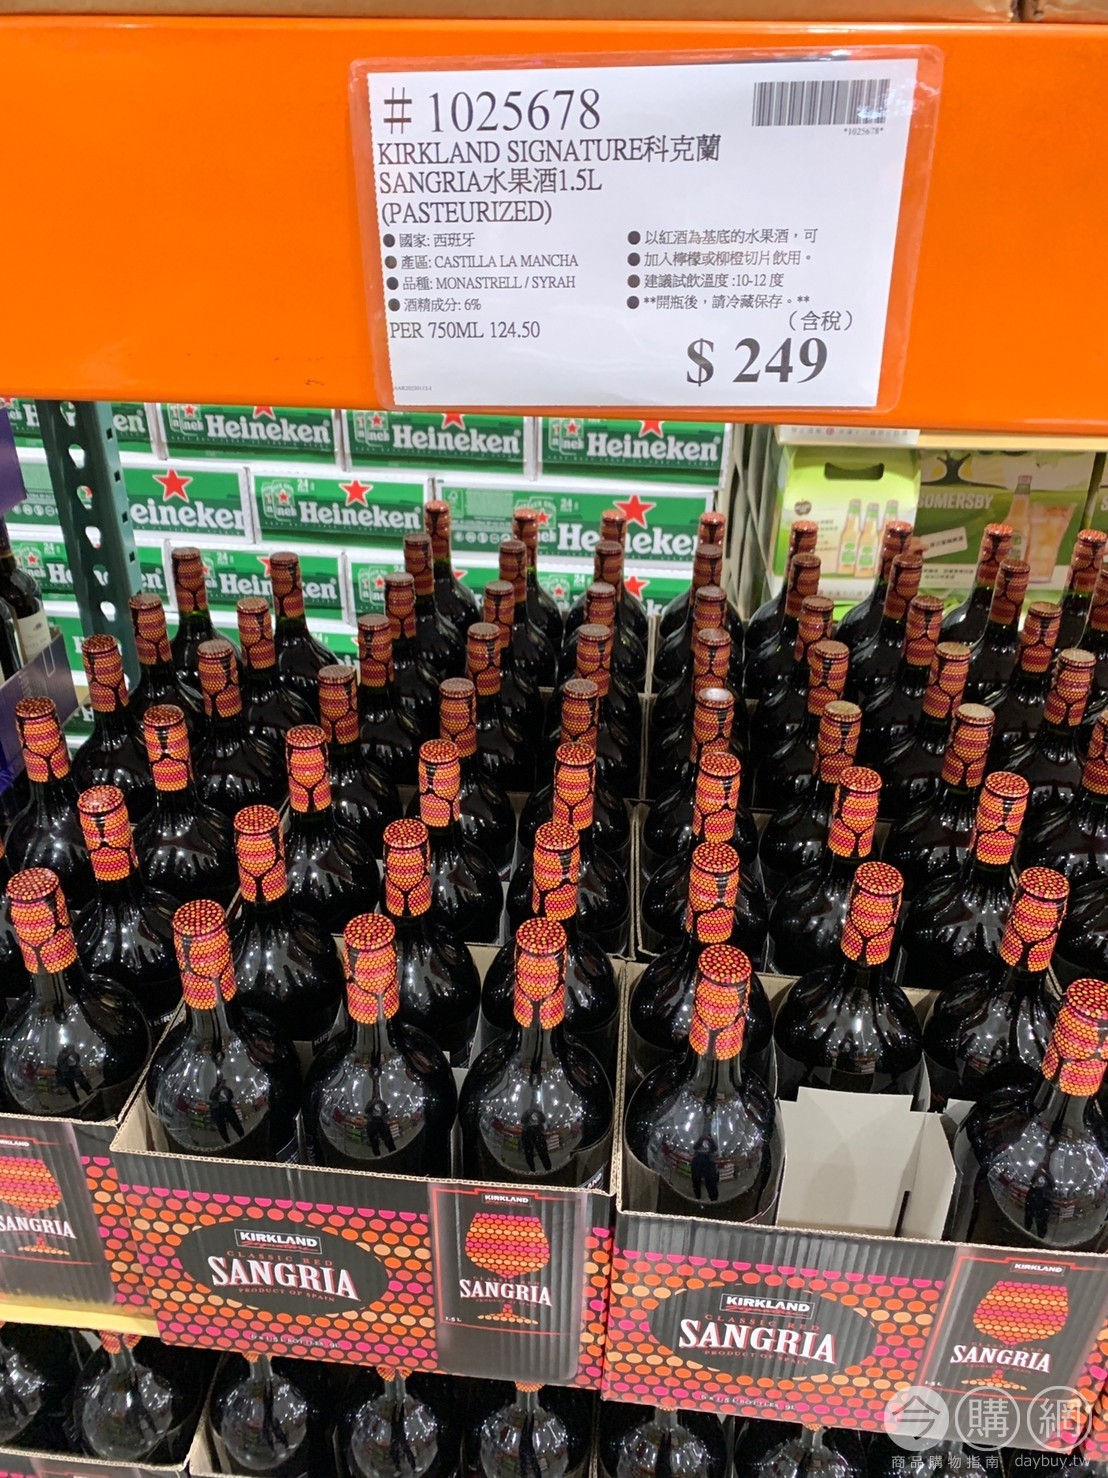 # 1025678
*1025678*
KIRKLAND SIGNATURE科克蘭
SANGRIA水果酒1.5L
(PASTEURIZED)
●國家: 西班牙
●產區: CASTILLA LA MANCHA
●品種: MONASTRELL / SYRAH
●酒精成分: 6%
PER 750ML 124.50
●以紅酒為基底的水果酒，可
●加入檸檬或柳橙切片飲用。
●建議試飲溫度 :10-12 度
●**開瓶後，請冷藏保存。**
（含稅）
$ 249
Heineken
Heineken
Heineken
Heineken
Heineken
SOMERSBY
KIRKLAND
SANGRIA
KIRKLAND
Signature
CLASSIC RED
SANGRIA
PRODUCT OF SPAIN
KIRKLAND
SANGRIA
1.5 L
KIRKLAND
Signature
CLASSIC RED
SANGRIA
PRODUCT OF SPAIN
KIRKLAND
SANGRIA
今購網
商品購物指南 daybuy.tw